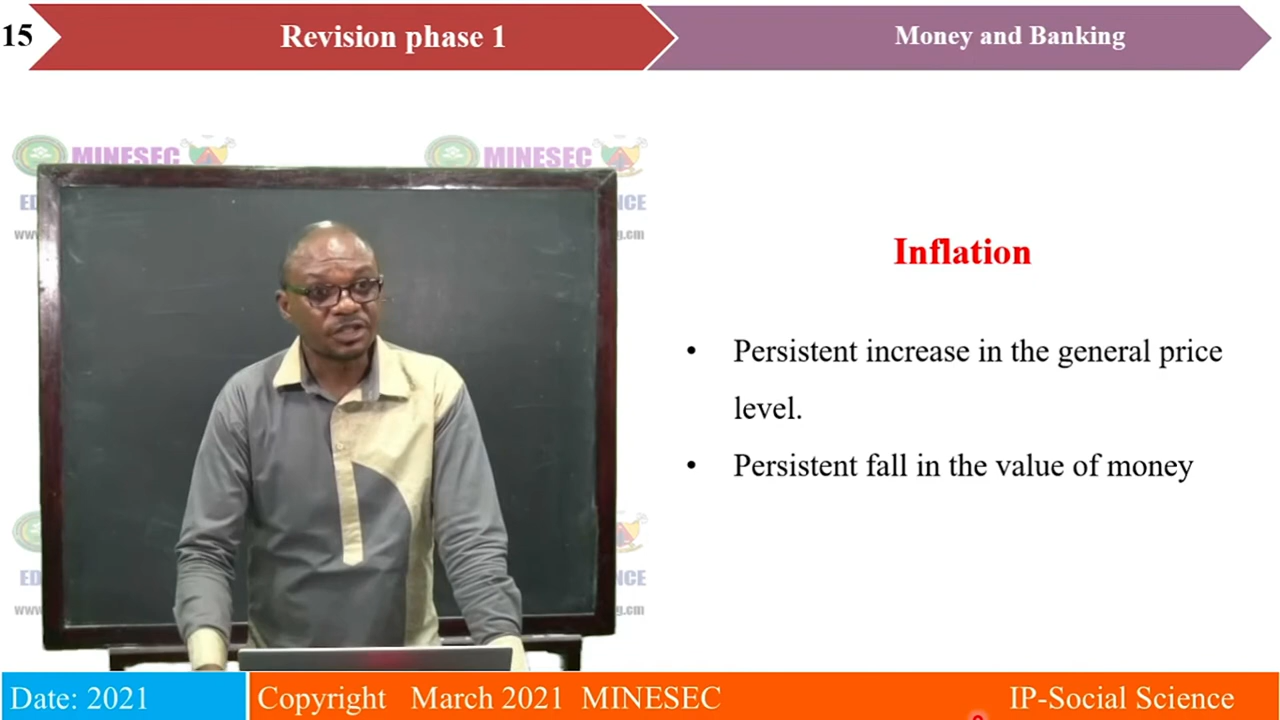 15
Revision phase 1
Money and Banking
MINESEC
MINESEC
Inflation
• Persistent increase in the general price
level.
• Persistent fall in the value of money
Date: 2021
Copyright March 2021 MINESEC
IP-Social Science